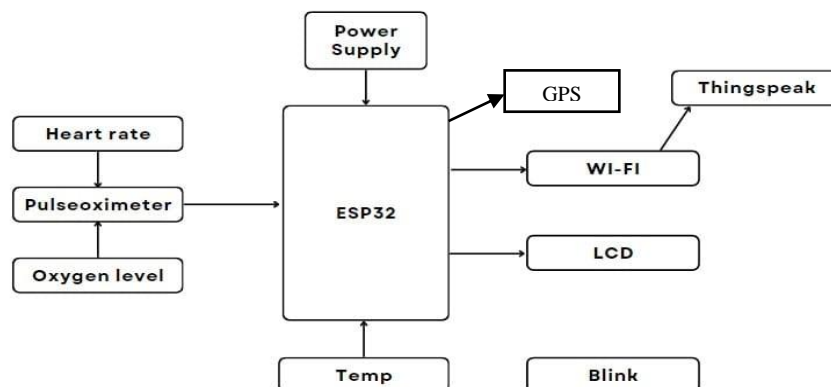 Power
Supply
GPS
Thingspeak
Heart rate
WI-FI
Pulseoximeter
ESP32
LCD
Oxygen level
Temp
Blink